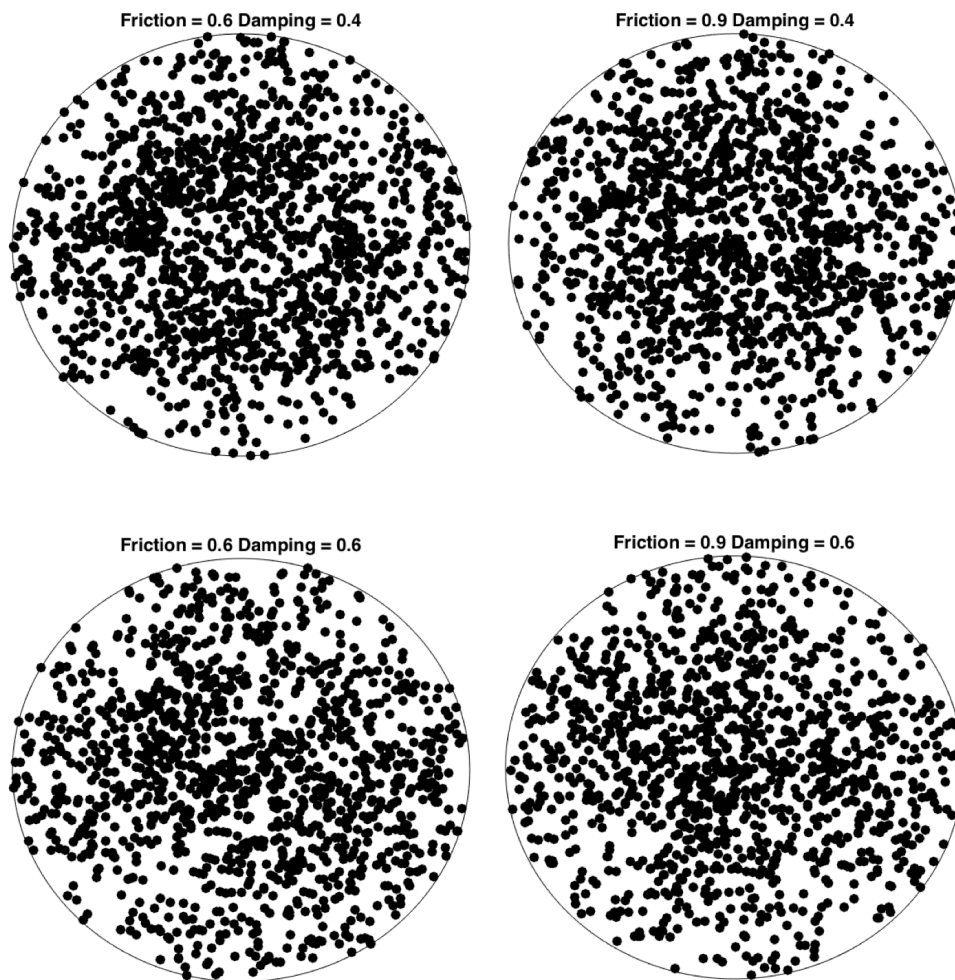 Friction = 0.6 Damping = 0.4
Friction = 0.9 Damping = 0.4
Friction = 0.6 Damping = 0.6
Friction = 0.9 Damping = 0.6